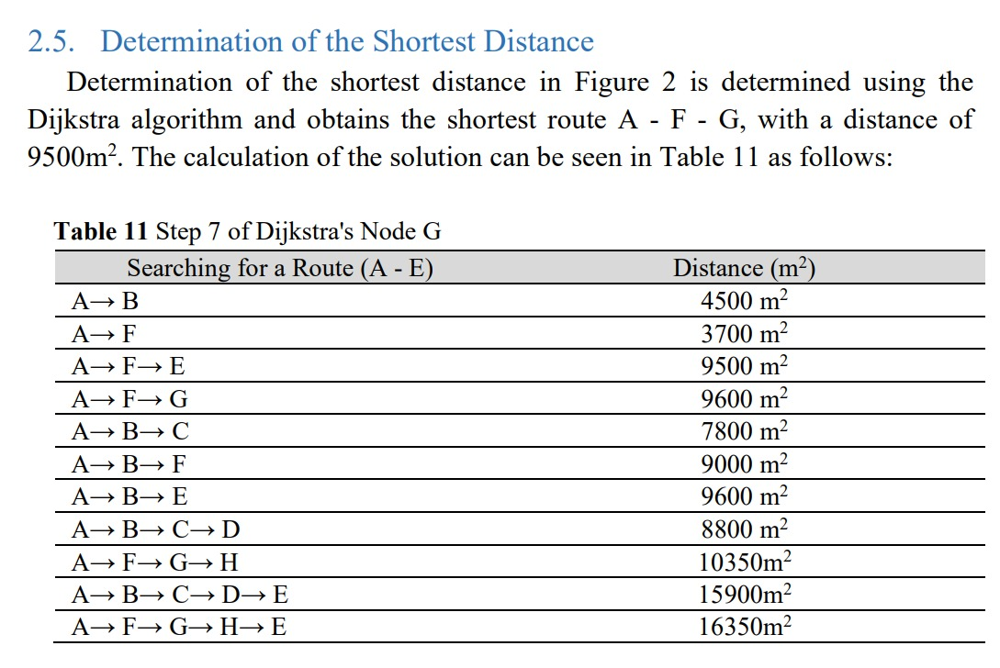 2.5. Determination of the Shortest Distance
Determination of the shortest distance in Figure 2 is determined using the
Dijkstra algorithm and obtains the shortest route A - F - G, with a distance of
9500m². The calculation of the solution can be seen in Table 11 as follows:
Table 11 Step 7 of Dijkstra's Node G
Searching for a Route (A - E) Distance (m²)
A→ B 4500 m²
A→ F 3700 m²
A→ F→ E 9500 m²
A→ F→ G 9600 m²
A→ B→ C 7800 m²
A→ B→ F 9000 m²
A→ B→ E 9600 m²
A→ B→ C→ D 8800 m²
A→ F→ G→ H 10350m²
A→ B→ C→ D→ E 15900m²
A→ F→ G→ H→ E 16350m²